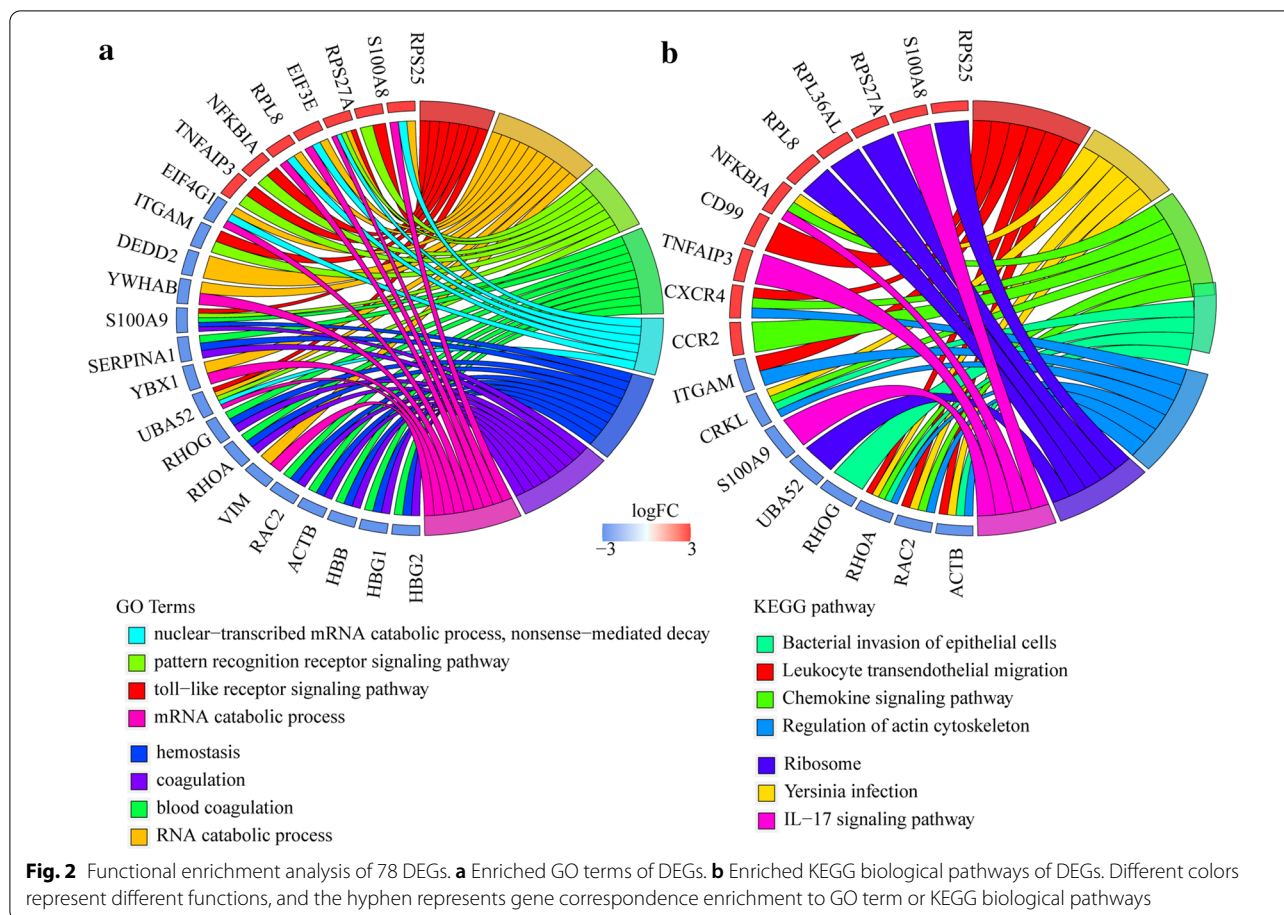 a
RPS25
S100A8
RPS27A
EIF3E
RPL8
NFKBIA
TNFAIP3
EIF4G1
ITGAM
DEDD2
YWHAB
S100A9
SERPINA1
YBX1
UBA52
RHOG
RHOA
VIM
RAC2
ACTB
HBB
HBG1
HBG2
b
RPS25
S100A8
RPS27A
RPL36AL
RPL8
NFKBIA
CD99
TNFAIP3
CXCR4
CCR2
ITGAM
CRKL
S100A9
UBA52
RHOG
RHOA
RAC2
ACTB
logFC
−3 3
GO Terms
nuclear−transcribed mRNA catabolic process, nonsense−mediated decay
pattern recognition receptor signaling pathway
toll−like receptor signaling pathway
mRNA catabolic process
hemostasis
coagulation
blood coagulation
RNA catabolic process
KEGG pathway
Bacterial invasion of epithelial cells
Leukocyte transendothelial migration
Chemokine signaling pathway
Regulation of actin cytoskeleton
Ribosome
Yersinia infection
IL−17 signaling pathway
Fig. 2 Functional enrichment analysis of 78 DEGs. a Enriched GO terms of DEGs. b Enriched KEGG biological pathways of DEGs. Different colors
represent different functions, and the hyphen represents gene correspondence enrichment to GO term or KEGG biological pathways